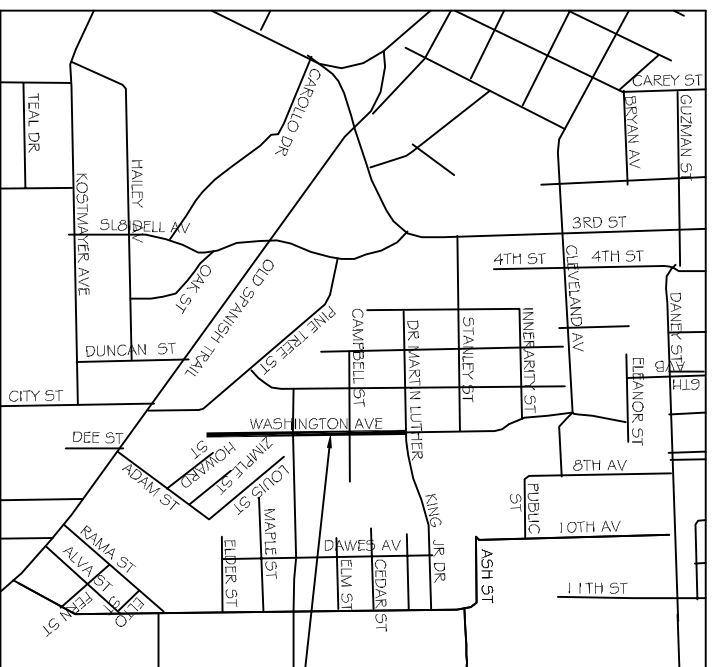 CAREY ST
TEAL DR
CAROLLO DR
BRYAN AV
GUZMAN ST
HAILEY AV
KOSTMAYER AVE
SLBIDELL AV
3RD ST
4TH ST
4TH ST
CLEVELAND AV
OAK ST
OLD SPANISH TRAIL
PINE TREE ST
CAMPBELL ST
DR MARTIN LUTHER
STANLEY ST
INNERARITY ST
DANEY ST
DUNCAN ST
ELEANOR ST
6TH AVE
CITY ST
WASHINGTON AVE
DEE ST
HOWARD ST
ZIMPLE ST
LOUIS ST
ADAM ST
8TH AV
PUBLIC ST
KING JR DR
MAPLE ST
10TH AV
RAMA ST
ALVA ST
ELDER ST
DAWES AV
ELM ST
CEDAR ST
ASH ST
11TH ST
FERN ST